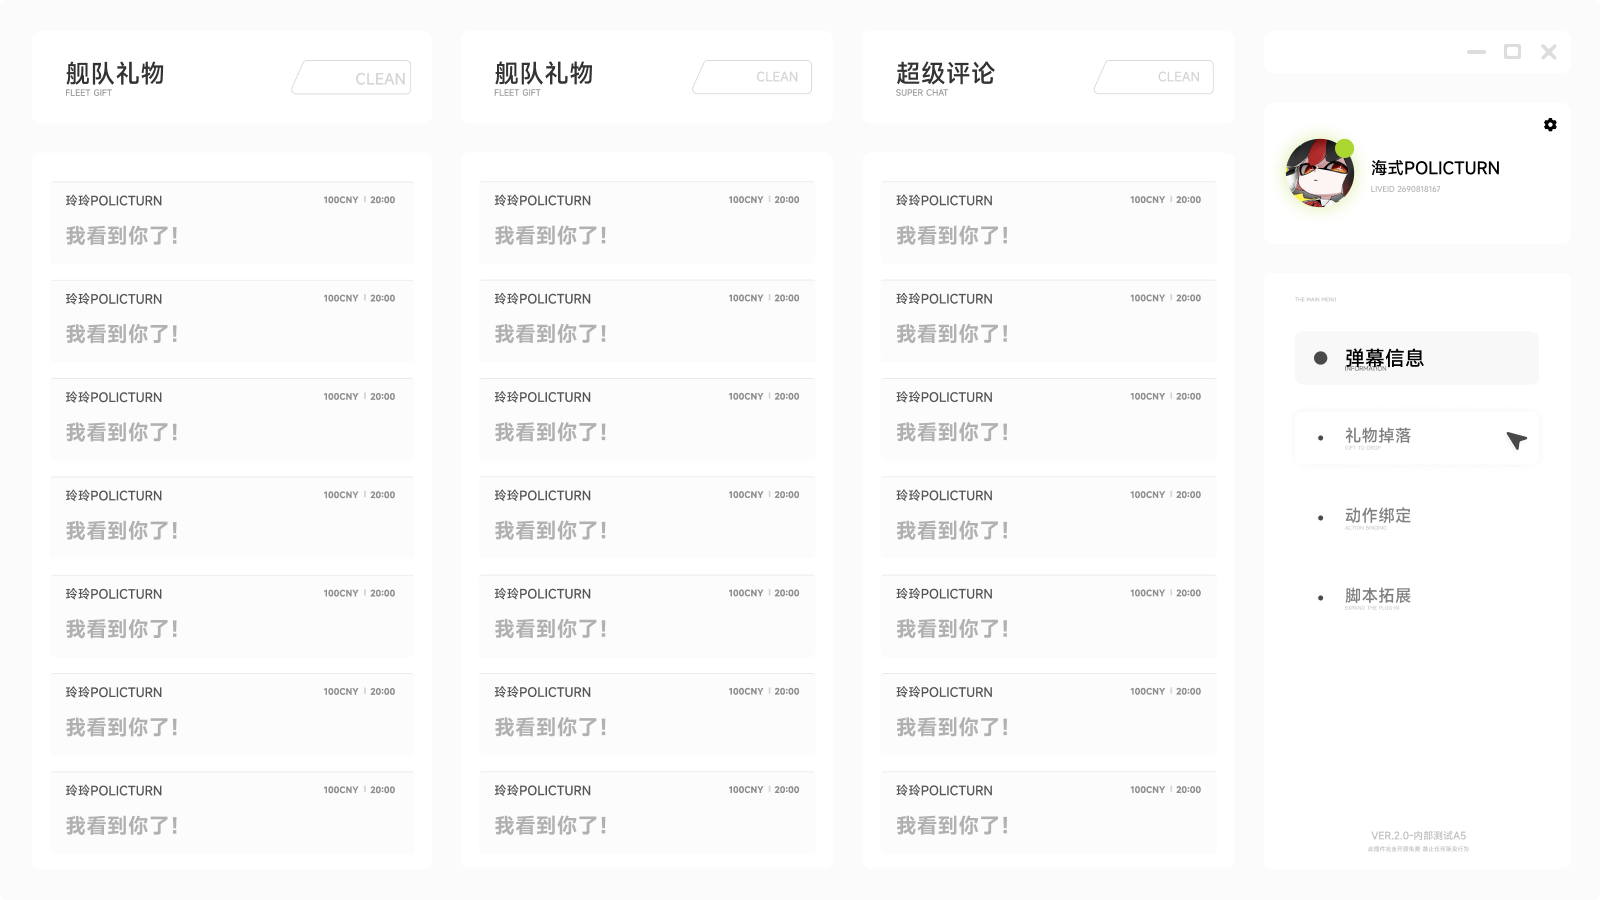 舰队礼物
FLEET GIFT
CLEAN
玲玲POLICTURN
100CNY | 20:00
我看到你了!
玲玲POLICTURN
100CNY | 20:00
我看到你了!
玲玲POLICTURN
100CNY | 20:00
我看到你了!
玲玲POLICTURN
100CNY | 20:00
我看到你了!
玲玲POLICTURN
100CNY | 20:00
我看到你了!
玲玲POLICTURN
100CNY | 20:00
我看到你了!
玲玲POLICTURN
100CNY | 20:00
我看到你了!
舰队礼物
FLEET GIFT
CLEAN
玲玲POLICTURN
100CNY | 20:00
我看到你了!
玲玲POLICTURN
100CNY | 20:00
我看到你了!
玲玲POLICTURN
100CNY | 20:00
我看到你了!
玲玲POLICTURN
100CNY | 20:00
我看到你了!
玲玲POLICTURN
100CNY | 20:00
我看到你了!
玲玲POLICTURN
100CNY | 20:00
我看到你了!
玲玲POLICTURN
100CNY | 20:00
我看到你了!
超级评论
SUPER CHAT
CLEAN
玲玲POLICTURN
100CNY | 20:00
我看到你了!
玲玲POLICTURN
100CNY | 20:00
我看到你了!
玲玲POLICTURN
100CNY | 20:00
我看到你了!
玲玲POLICTURN
100CNY | 20:00
我看到你了!
玲玲POLICTURN
100CNY | 20:00
我看到你了!
玲玲POLICTURN
100CNY | 20:00
我看到你了!
玲玲POLICTURN
100CNY | 20:00
我看到你了!
海式POLICTURN
LIVEID 2690818167
THE MAIN MENU
弹幕信息
INFORMATION
礼物掉落
GIFT TO DROP
动作绑定
ACTION BINDING
脚本拓展
EXPAND THE PLUG-IN
VER.2.0-内部测试A5
此插件完全开源免费 禁止任何贩卖行为